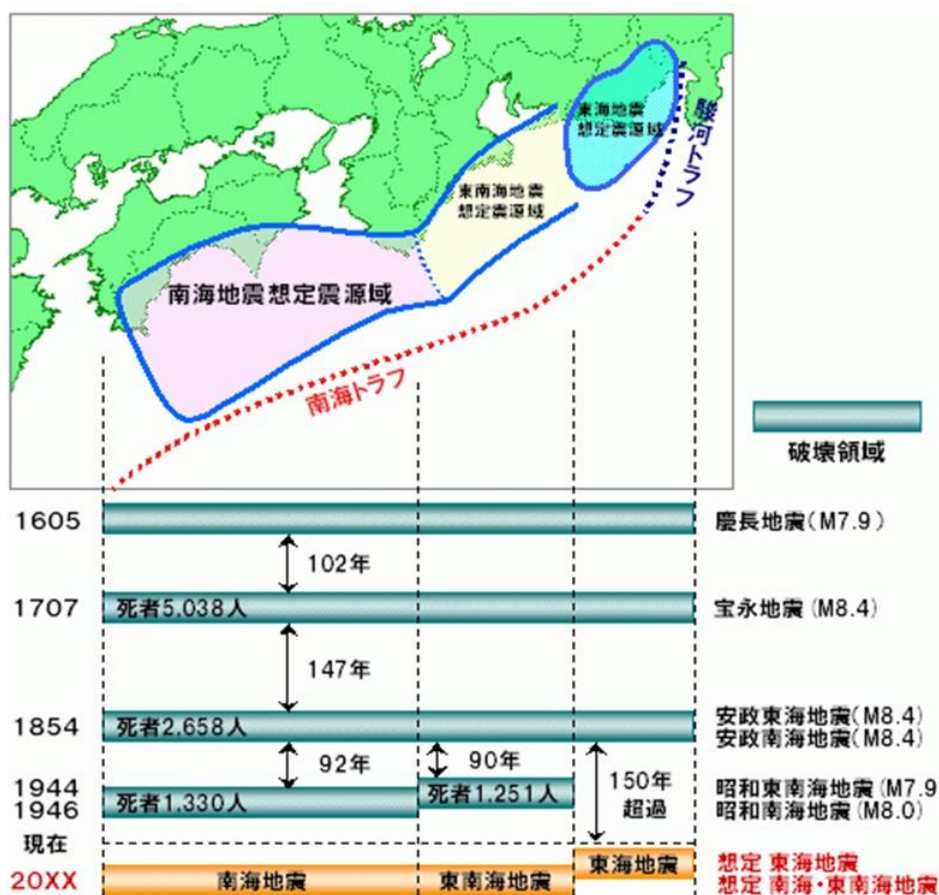 東海地震
想定震源域
駿河トラフ
東南海地震
想定震源域
南海地震想定震源域
南海トラフ
破壊領域
1605
慶長地震(M7.9)
102年
1707
死者5,038人
宝永地震(M8.4)
147年
1854
死者2,658人
安政東海地震(M8.4)
安政南海地震(M8.4)
92年
90年
150年
超過
1944
1946
死者1,330人
死者1,251人
昭和東南海地震(M7.9
昭和南海地震(M8.0)
現在
20XX
南海地震
東南海地震
東海地震
想定 東海地震
想定 南海・東南海地震